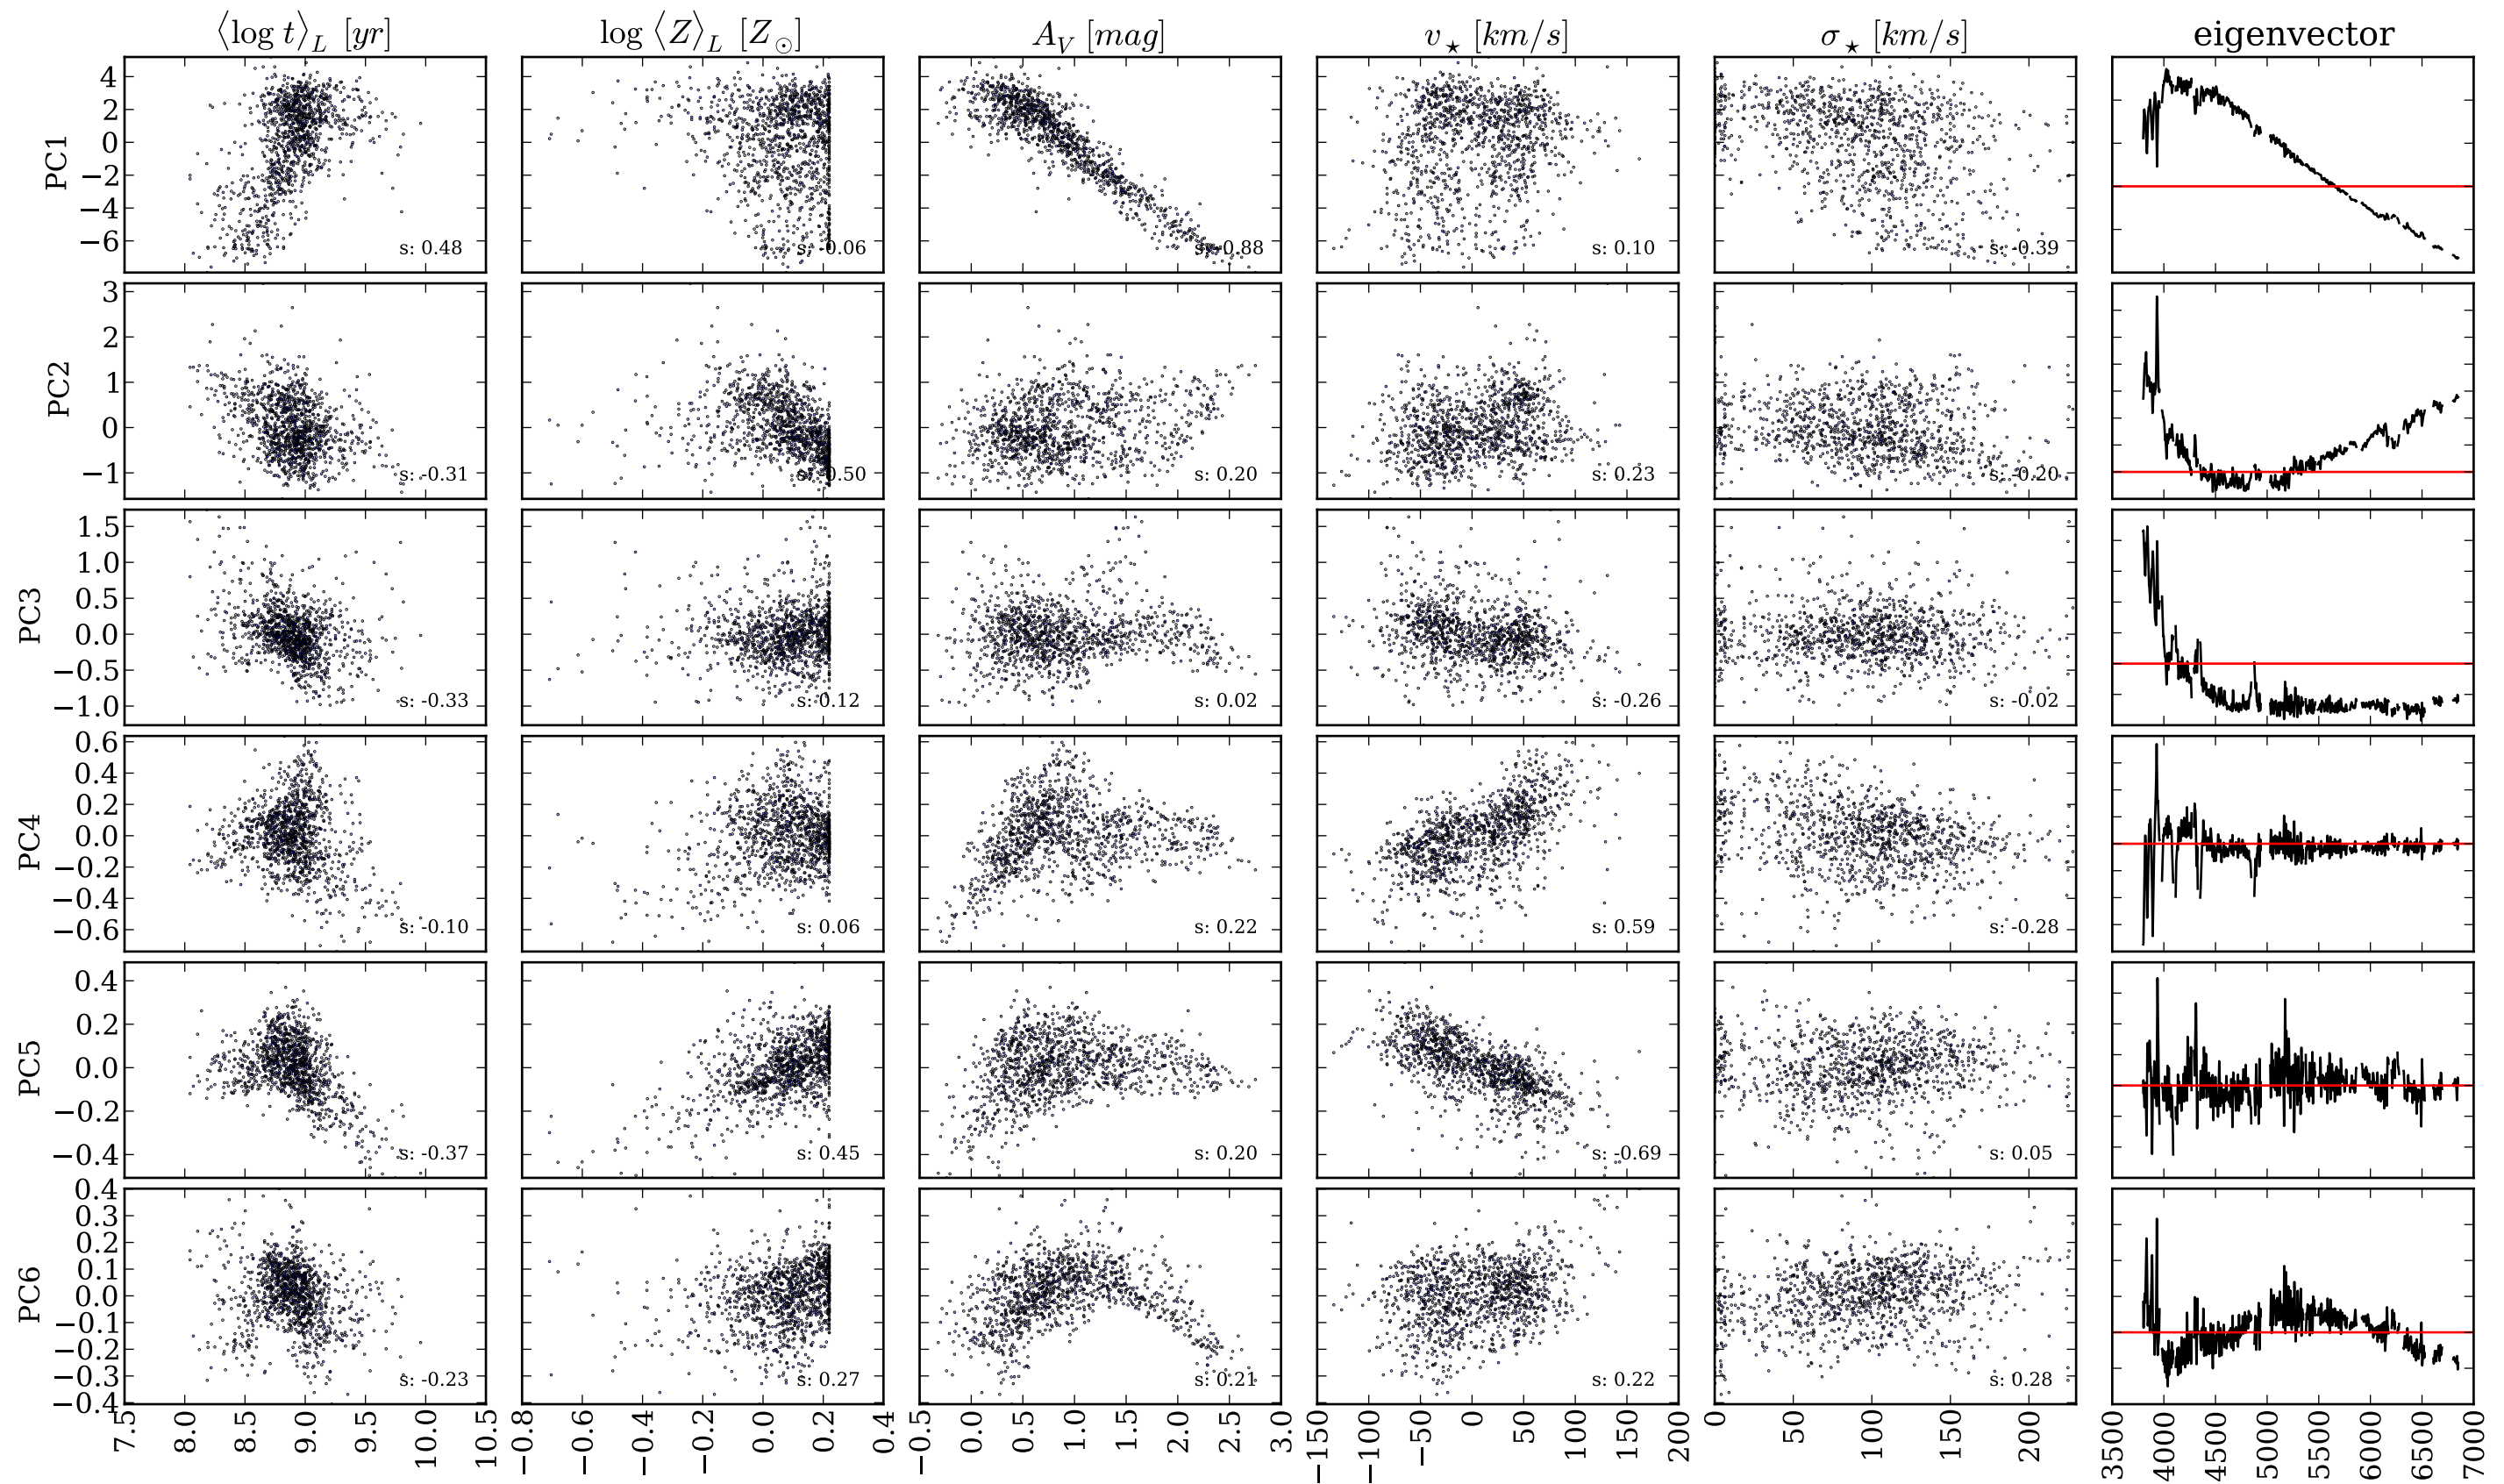 ⟨log t⟩L [yr] log ⟨Z⟩L [Z⊙] AV [mag] v⋆ [km/s] σ⋆ [km/s] eigenvector
PC1
4
2
0
−2
−4
−6
s: 0.48 s: -0.06 s: -0.88 s: 0.10 s: -0.39
PC2
3
2
1
0
−1
s: -0.31 s: -0.50 s: 0.20 s: 0.23 s: -0.20
PC3
1.5
1.0
0.5
0.0
−0.5
−1.0
s: -0.33 s: 0.12 s: 0.02 s: -0.26 s: -0.02
PC4
0.6
0.4
0.2
0.0
−0.2
−0.4
−0.6
s: -0.10 s: 0.06 s: 0.22 s: 0.59 s: -0.28
PC5
0.4
0.2
0.0
−0.2
−0.4
s: -0.37 s: 0.45 s: 0.20 s: -0.69 s: 0.05
PC6
0.4
0.3
0.2
0.1
0.0
−0.1
−0.2
−0.3
−0.4
s: -0.23 s: 0.27 s: 0.21 s: 0.22 s: 0.28
7.5 8.0 8.5 9.0 9.5 10.0 10.5
−0.8 −0.6 −0.4 −0.2 0.0 0.2 0.4
−0.5 0.0 0.5 1.0 1.5 2.0 2.5 3.0
−150 −100 −50 0 50 100 150 200
0 50 100 150 200
3500 4000 4500 5000 5500 6000 6500 7000